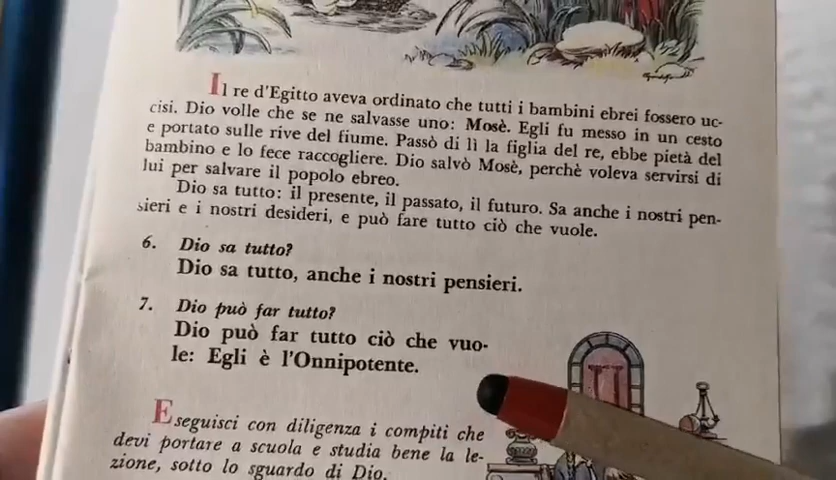 Il re d'Egitto aveva ordinato che tutti i bambini ebrei fossero uc-
cisi. Dio volle che se ne salvasse uno: Mosè. Egli fu messo in un cesto
e portato sulle rive del fiume. Passò di lì la figlia del re, ebbe pietà del
bambino e lo fece raccogliere. Dio salvò Mosè, perchè voleva servirsi di
lui per salvare il popolo ebreo.
Dio sa tutto: il presente, il passato, il futuro. Sa anche i nostri pen-
sieri e i nostri desideri, e può fare tutto ciò che vuole.
6. Dio sa tutto?
Dio sa tutto, anche i nostri pensieri.
7. Dio può far tutto?
Dio può far tutto ciò che vuo-
le: Egli è l'Onnipotente.
Eseguisci con diligenza i compiti che
devi portare a scuola e studia bene la le-
zione, sotto lo sguardo di Dio.